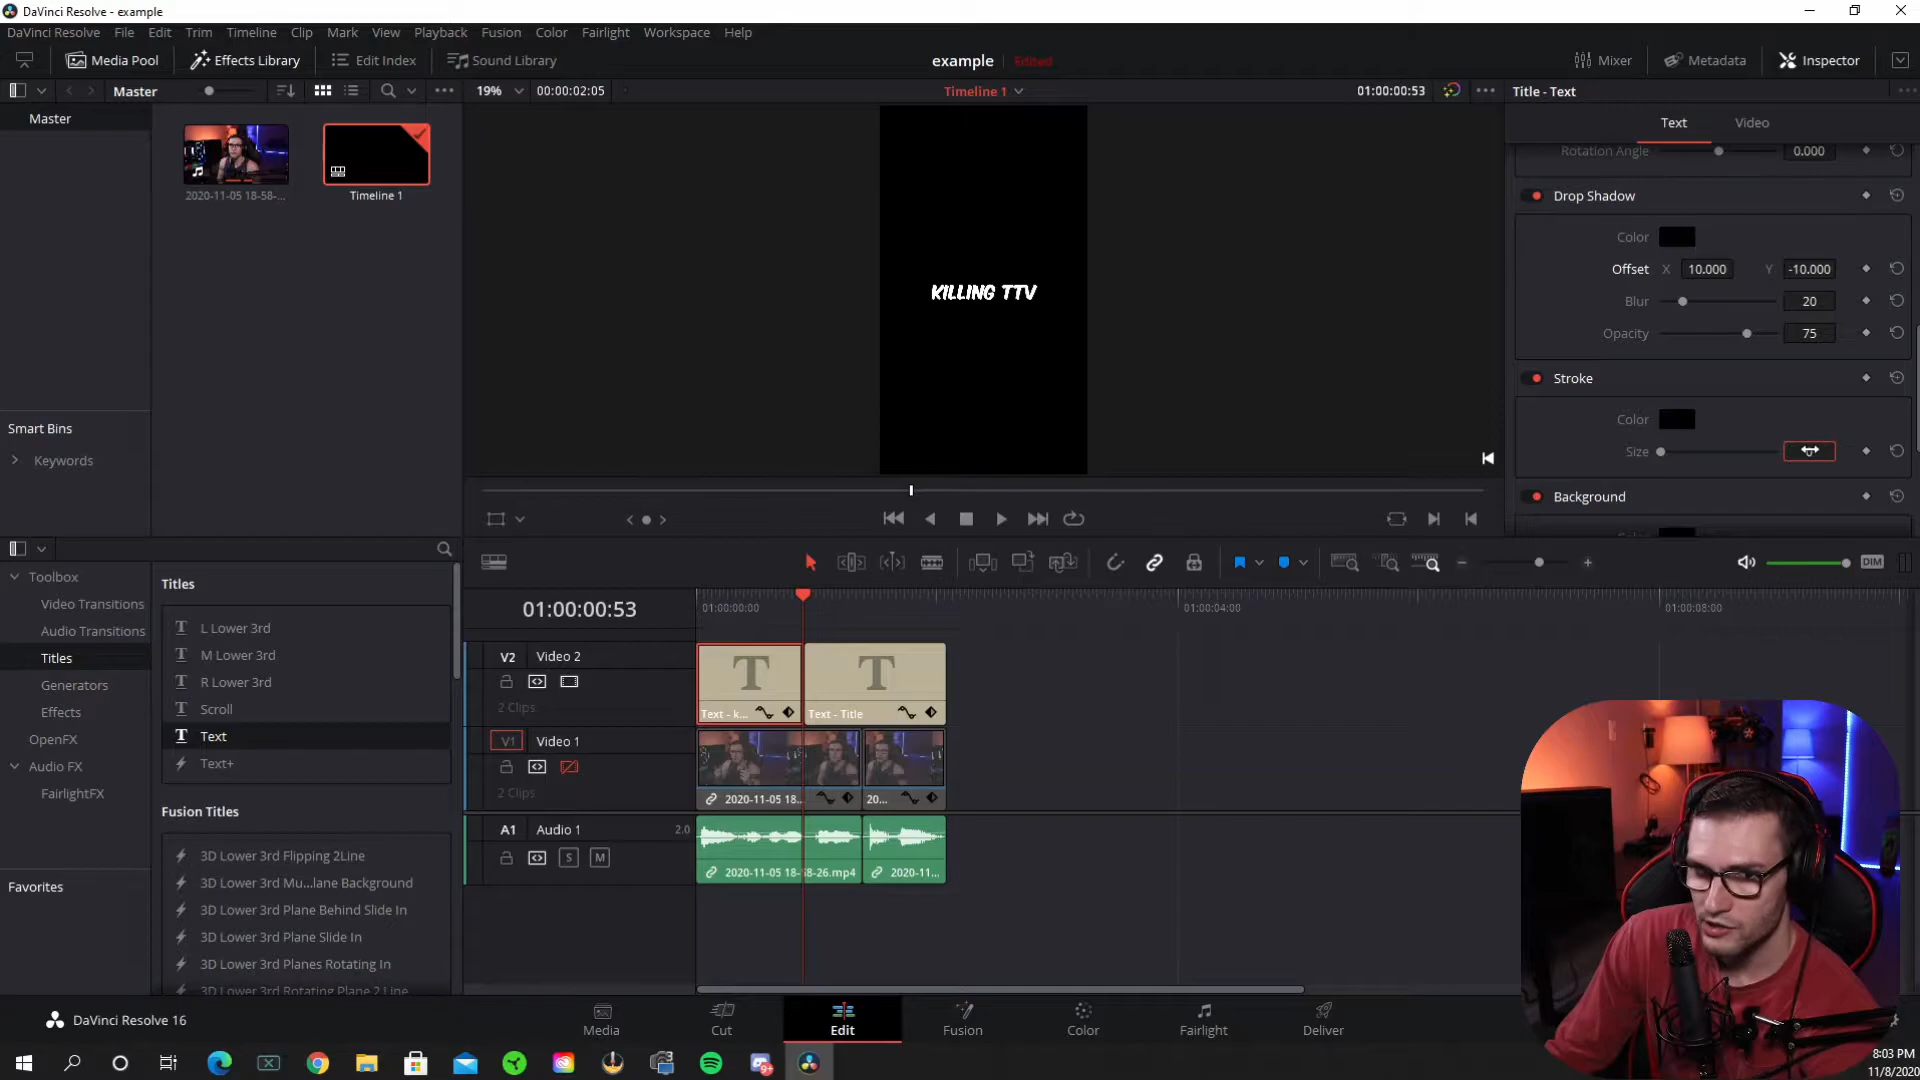 DaVinci Resolve - example
DaVinci Resolve File Edit Trim Timeline Clip Mark View Playback Fusion Color Fairlight Workspace Help
Media Pool Effects Library Edit Index Sound Library example Edited Mixer Metadata Inspector
Master 19% 00:00:02:05 Timeline 1 01:00:00:53 Title - Text
Master
Text Video
2020-11-05 18-58-... Timeline 1
Rotation Angle 0.000
Drop Shadow
Color
Offset X 10.000 Y -10.000
Blur 20
Opacity 75
Stroke
Color
Size
Background
KILLING TTV
Smart Bins
Keywords
DIM
Toolbox
Video Transitions
Audio Transitions
Titles
Generators
Effects
OpenFX
Audio FX
FairlightFX
Favorites
Titles
L Lower 3rd
M Lower 3rd
R Lower 3rd
Scroll
Text
Text+
Fusion Titles
3D Lower 3rd Flipping 2Line
3D Lower 3rd Mu...lane Background
3D Lower 3rd Plane Behind Slide In
3D Lower 3rd Plane Slide In
3D Lower 3rd Planes Rotating In
3D Lower 3rd Rotating Plane 2 Line
01:00:00:53 01:00:00:00 01:00:04:00 01:00:08:00
V2 Video 2
2 Clips
T T
Text - k... Text - Title
V1 Video 1
2 Clips
2020-11-05 18... 20...
A1 Audio 1 2.0
S M
2020-11-05 18-58-26.mp4 2020-11...
DaVinci Resolve 16
Media Cut Edit Fusion Color Fairlight Deliver
9+
8:03 PM
11/8/2020